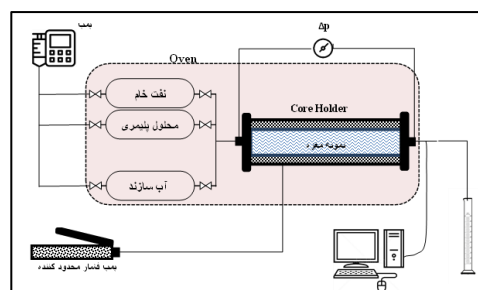 پمپ
Δp
Oven
نفت خام
Core Holder
محلول پلیمری
نمونه مغزه
آب سازند
پمپ فشار محدود کننده